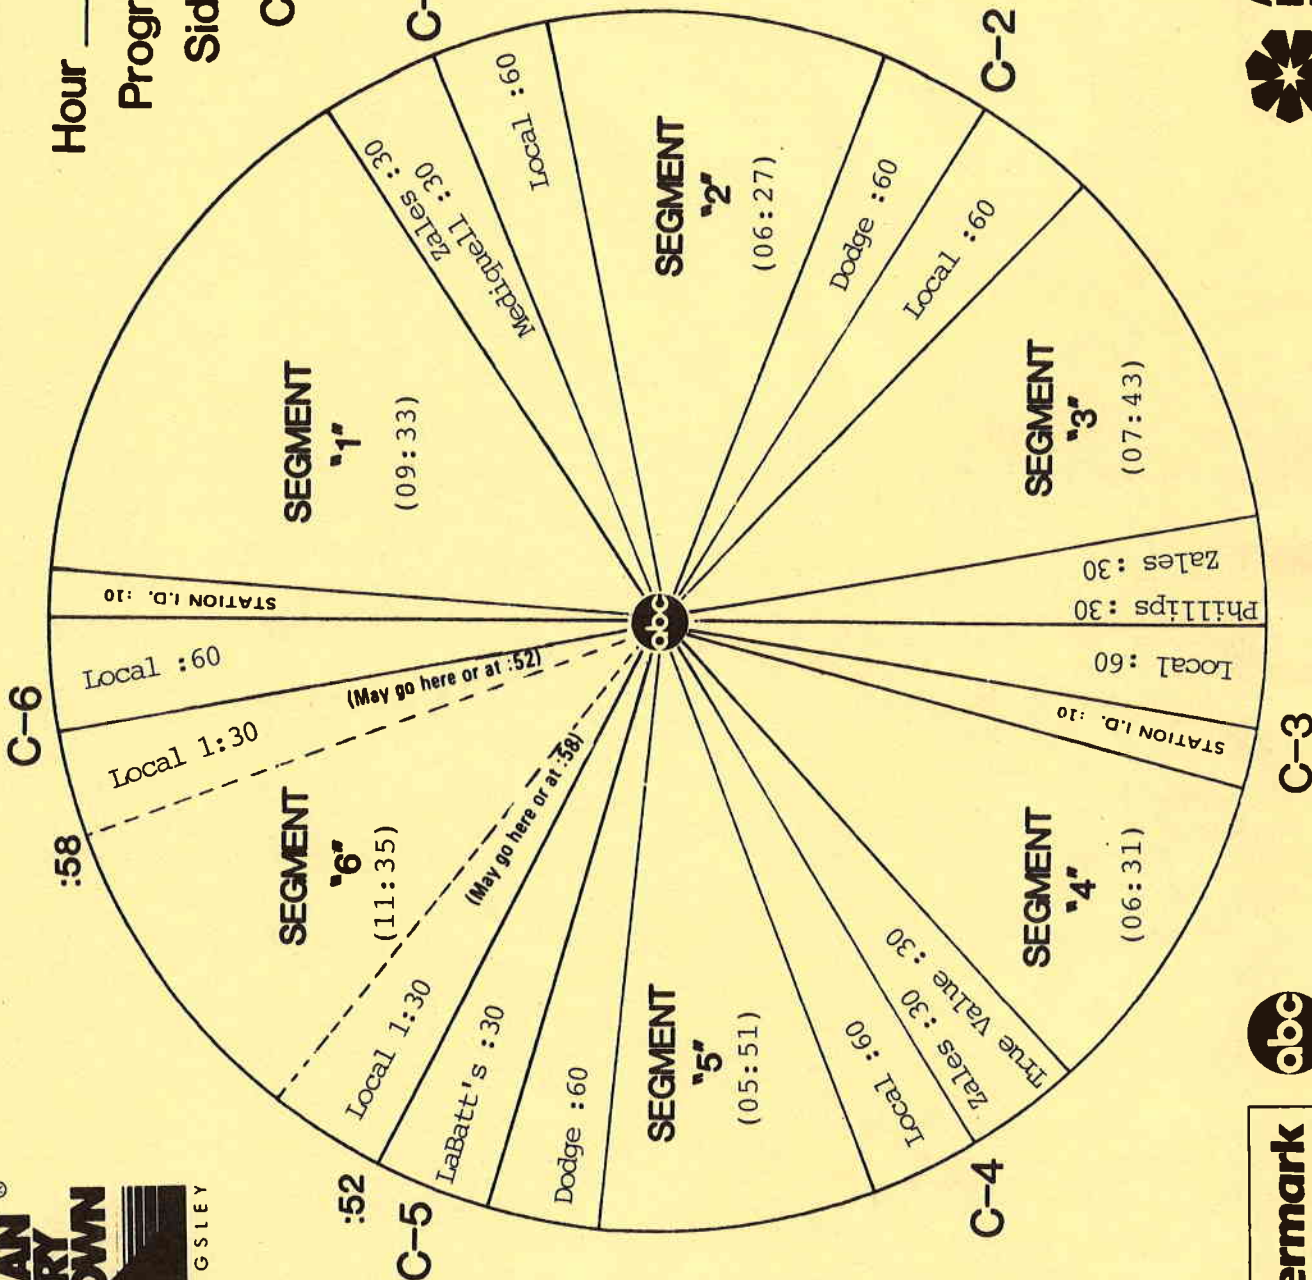 Hour
C-2
Zales :30
Mediquell :30
Local :60
SEGMENT
"1"
(09:33)
SEGMENT
"2"
(06:27)
Dodge :60
Local :60
SEGMENT
"3"
(07:43)
Zales :30
Phillips :30
Local :60
STATION I.D. :10
C-3
SEGMENT
"4"
(06:31)
True Value :30
Zales :30
Local :60
C-4
SEGMENT
"5"
(05:51)
Dodge :60
LaBatt's :30
C-5
:52
Local 1:30
(May go here or at :58)
SEGMENT
"6"
(11:35)
:58
Local 1:30
(May go here or at :52)
C-6
Local :60
STATION I.D. :10
abc
abc